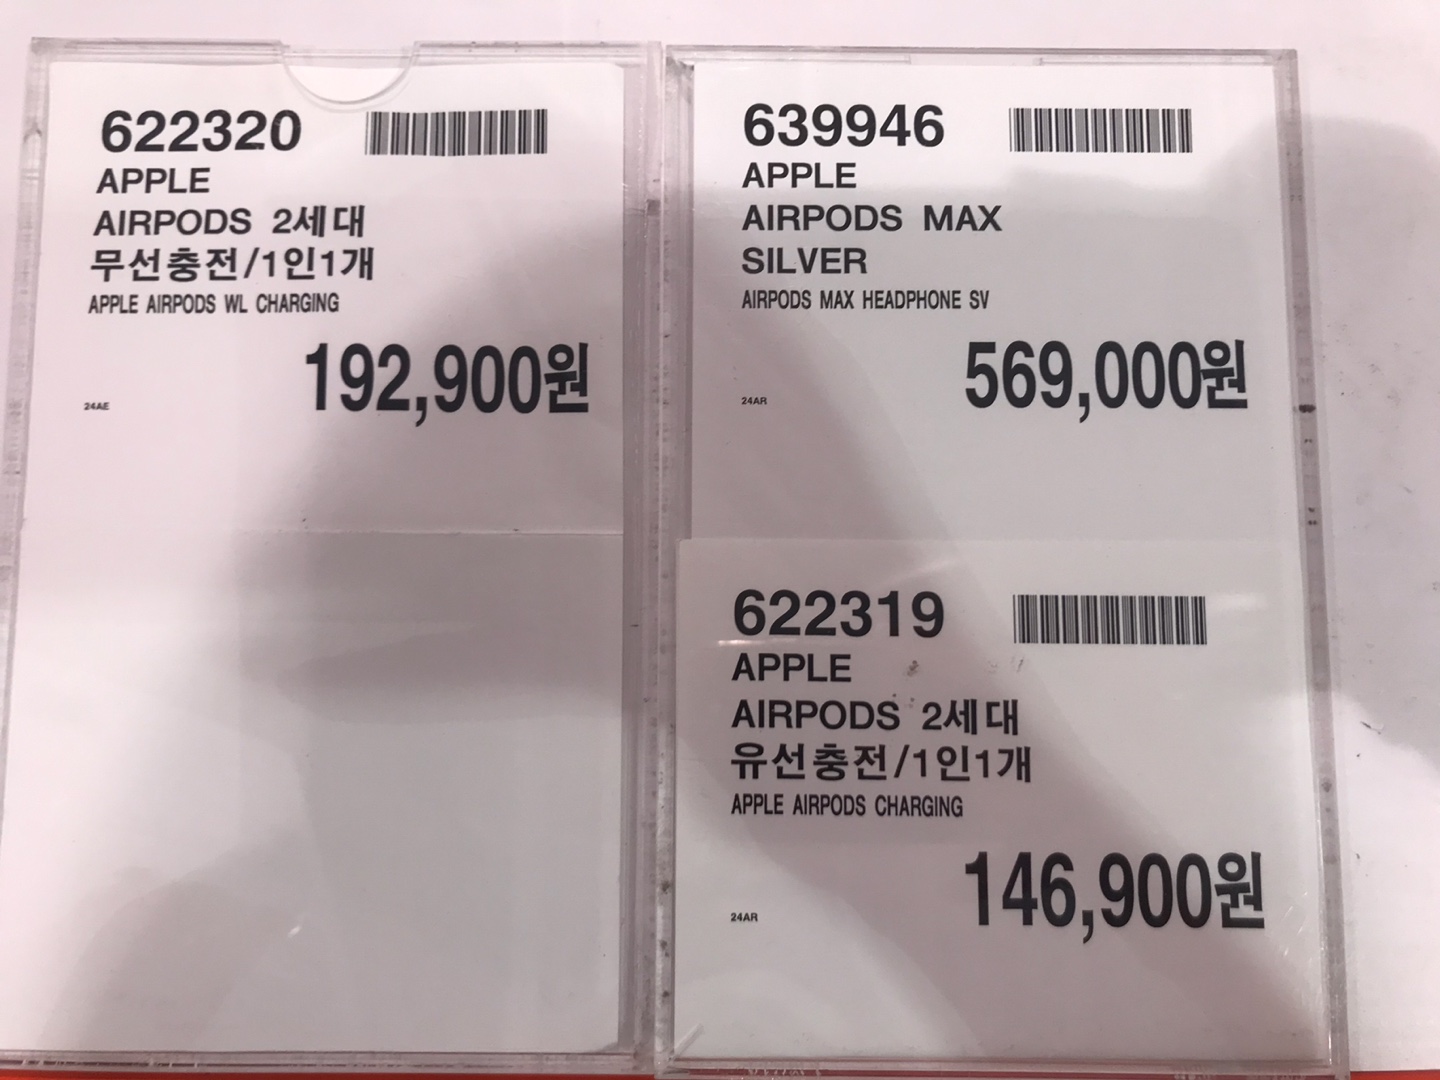 622320
APPLE
AIRPODS 2세대
무선충전/1인1개
APPLE AIRPODS WL CHARGING
192,900원
24AE
639946
APPLE
AIRPODS MAX
SILVER
AIRPODS MAX HEADPHONE SV
569,000원
24AR
622319
APPLE
AIRPODS 2세대
유선충전/1인1개
APPLE AIRPODS CHARGING
146,900원
24AR